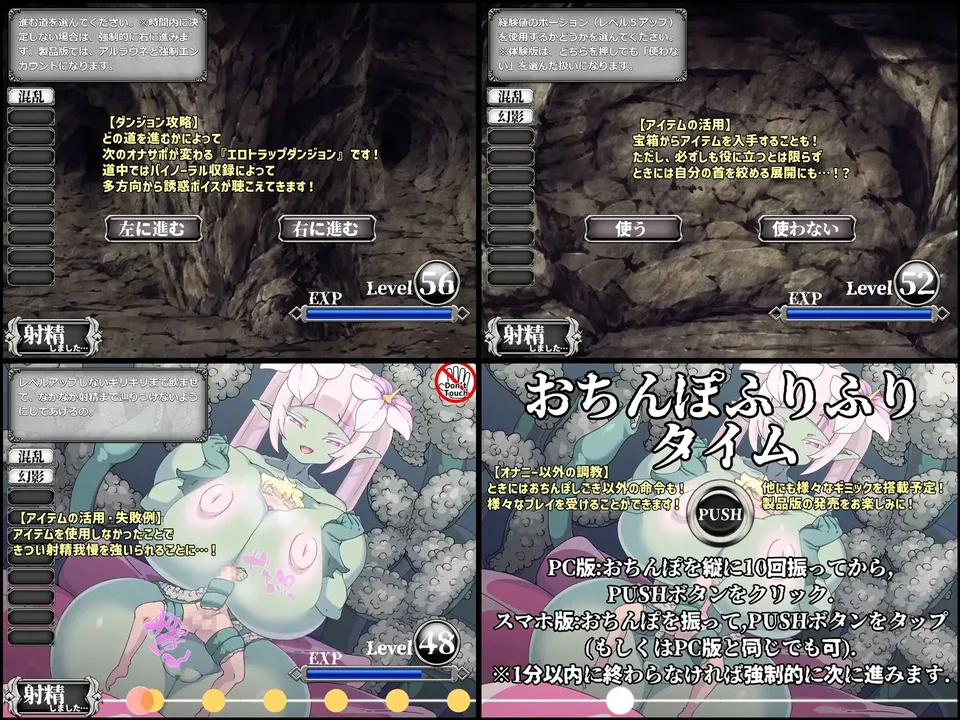 進む道を選んでください。※時間内に決
定しない場合は、強制的に右に進みま
す。製品版では、アルラウネと強制エン
カウントになります。
混乱
【ダンジョン攻略】
どの道を進むかによって
次のオナサポが変わる『エロトラップダンジョン』です！
道中ではバイノーラル収録によって
多方向から誘惑ボイスが聴こえてきます！
左に進む
右に進む
Level 56
EXP
射精
しました…
経験値のポーション（レベル５アップ）
を使用するかどうかを選んでください。
※体験版は、どちらを押しても「使わな
い」を選んだ扱いになります。
混乱
幻影
【アイテムの活用】
宝箱からアイテムを入手することも！
ただし、必ずしも役に立つとは限らず
ときには自分の首を絞める展開にも…！？
使う
使わない
Level 52
EXP
射精
しました…
レベルアップしないギリギリまで飲ませ
て、なかなか射精まで辿りつけないよう
にしてあげるの。
Don't
Touch
混乱
幻影
【アイテムの活用・失敗例】
アイテムを使用しなかったことで
きつい射精我慢を強いられることに…！
Level 48
EXP
射精
しました…
おちんぽふりふり
タイム
【オナニー以外の調教】
ときにはおちんぽしごき以外の命令も！
様々なプレイを受けることができます！
PUSH
他にも様々なギミックを搭載予定！
製品版の発売をお楽しみに！
PC版:おちんぽを縦に10回振ってから,
PUSHボタンをクリック.
スマホ版:おちんぽを振って,PUSHボタンをタップ
(もしくはPC版と同じでも可).
※1分以内に終わらなければ強制的に次に進みます.